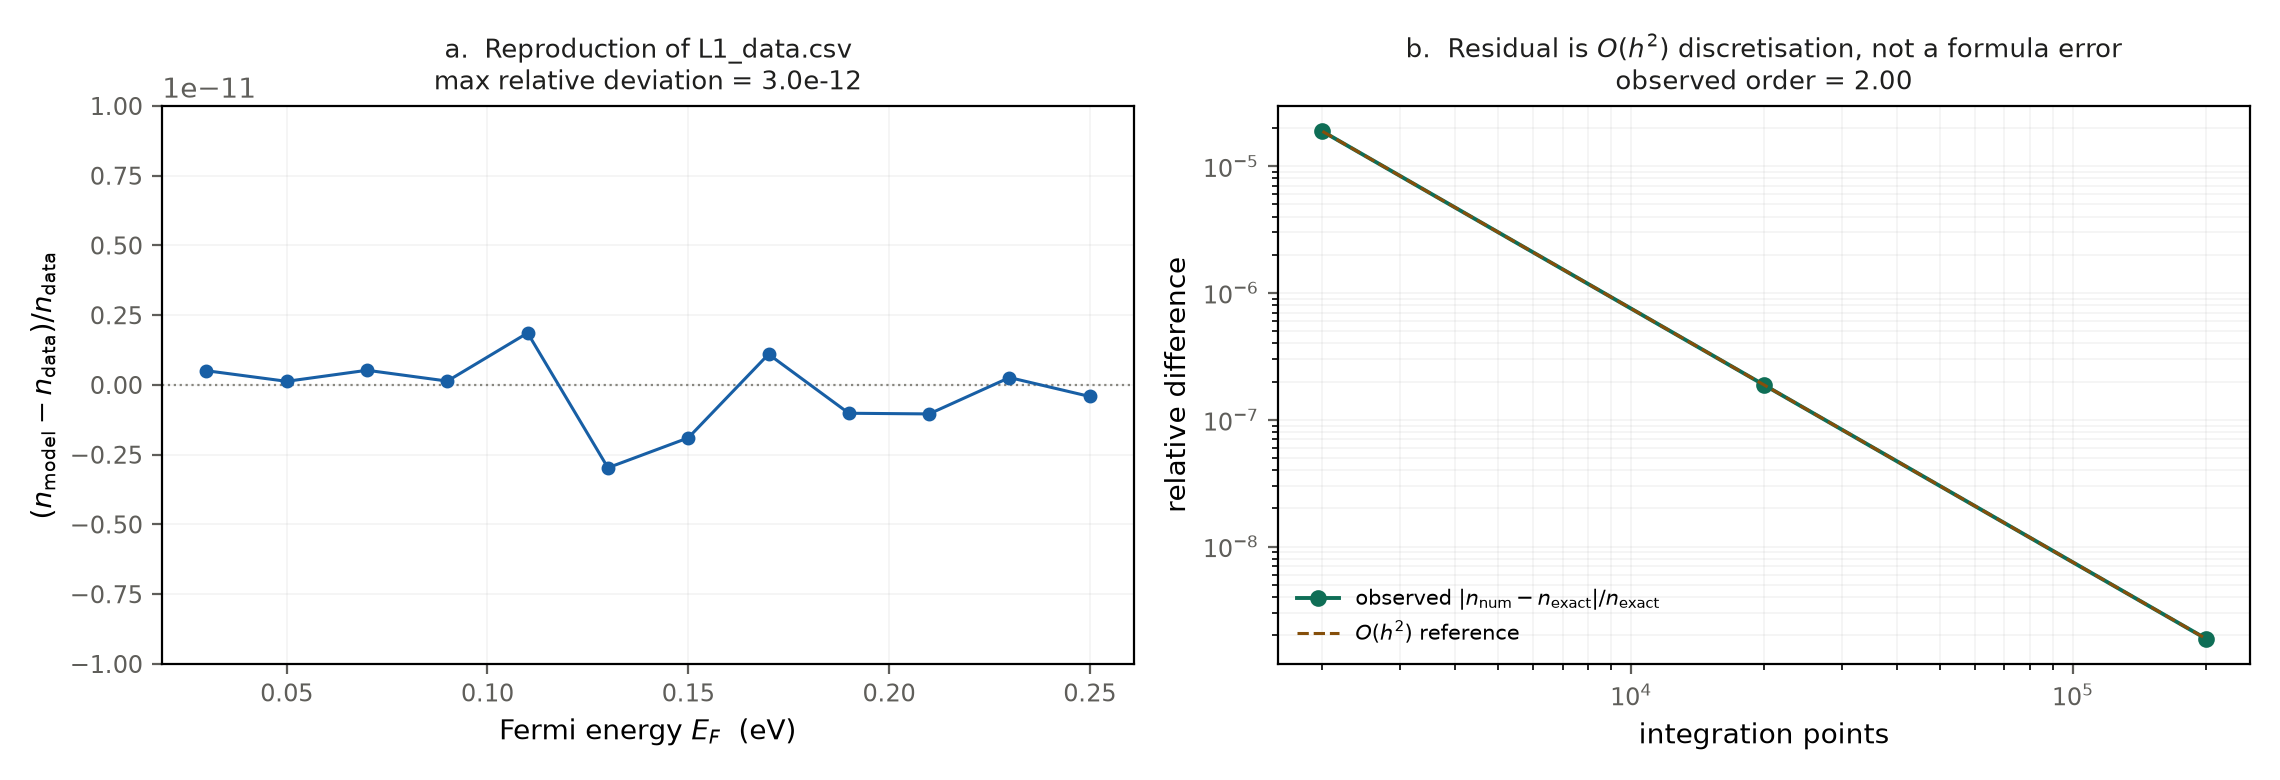 a.  Reproduction of L1_data.csv
max relative deviation = 3.0e-12
1e−11
1.00
0.75
0.50
0.25
0.00
−0.25
−0.50
−0.75
−1.00
(n_model − n_data)/n_data
0.05 0.10 0.15 0.20 0.25
Fermi energy E_F (eV)
b.  Residual is O(h²) discretisation, not a formula error
observed order = 2.00
10⁻⁵
10⁻⁶
10⁻⁷
10⁻⁸
relative difference
observed |n_num − n_exact|/n_exact
O(h²) reference
10⁴ 10⁵
integration points